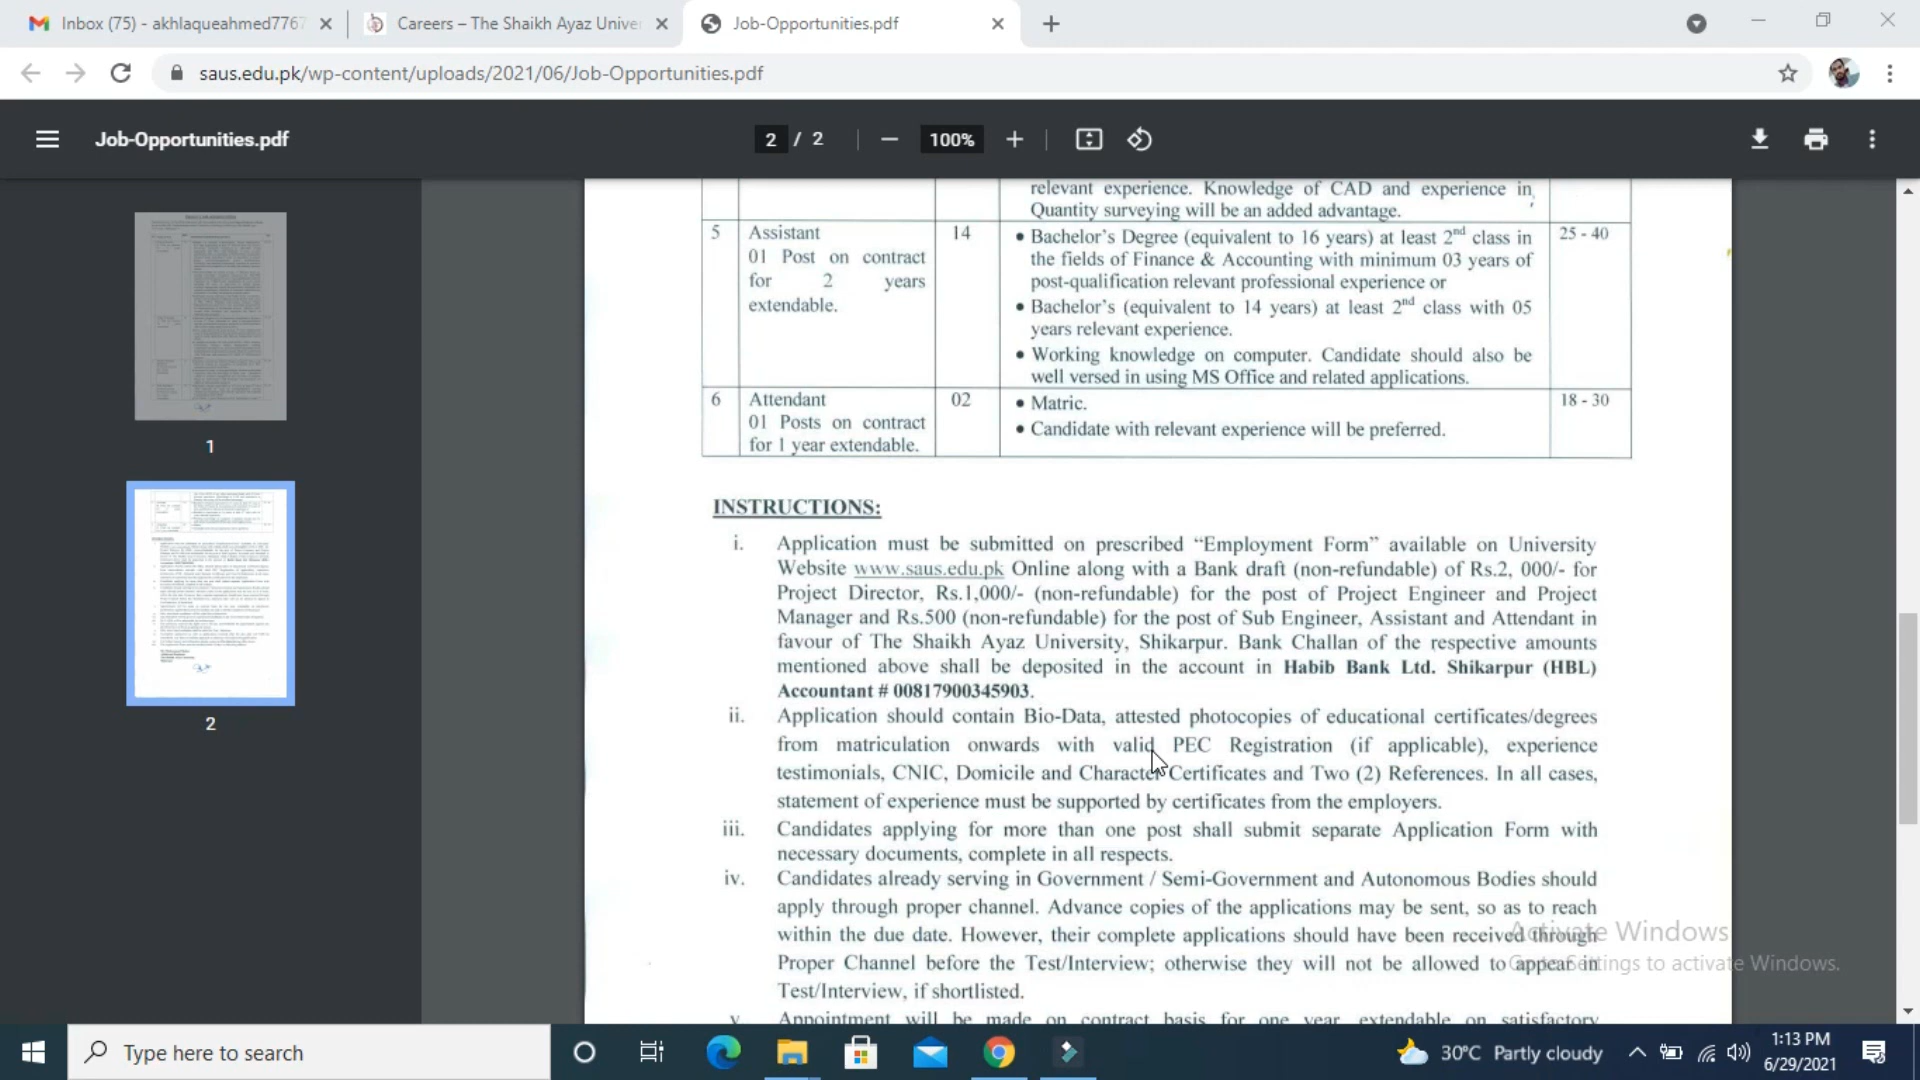 Inbox (75) - akhlaqueahmed7767
Careers – The Shaikh Ayaz Univer
Job-Opportunities.pdf
saus.edu.pk/wp-content/uploads/2021/06/Job-Opportunities.pdf
Job-Opportunities.pdf
2 / 2
100%
relevant experience. Knowledge of CAD and experience in
Quantity surveying will be an added advantage.
5 Assistant 14 • Bachelor's Degree (equivalent to 16 years) at least 2nd class in 25 - 40
01 Post on contract the fields of Finance & Accounting with minimum 03 years of
for 2 years post-qualification relevant professional experience or
extendable. • Bachelor's (equivalent to 14 years) at least 2nd class with 05
years relevant experience.
• Working knowledge on computer. Candidate should also be
well versed in using MS Office and related applications.
6 Attendant 02 • Matric. 18 - 30
01 Posts on contract • Candidate with relevant experience will be preferred.
for 1 year extendable.
1
2
INSTRUCTIONS:
i. Application must be submitted on prescribed “Employment Form” available on University
Website www.saus.edu.pk Online along with a Bank draft (non-refundable) of Rs.2, 000/- for
Project Director, Rs.1,000/- (non-refundable) for the post of Project Engineer and Project
Manager and Rs.500 (non-refundable) for the post of Sub Engineer, Assistant and Attendant in
favour of The Shaikh Ayaz University, Shikarpur. Bank Challan of the respective amounts
mentioned above shall be deposited in the account in Habib Bank Ltd. Shikarpur (HBL)
Accountant # 00817900345903.
ii. Application should contain Bio-Data, attested photocopies of educational certificates/degrees
from matriculation onwards with valid PEC Registration (if applicable), experience
testimonials, CNIC, Domicile and Character Certificates and Two (2) References. In all cases,
statement of experience must be supported by certificates from the employers.
iii. Candidates applying for more than one post shall submit separate Application Form with
necessary documents, complete in all respects.
iv. Candidates already serving in Government / Semi-Government and Autonomous Bodies should
apply through proper channel. Advance copies of the applications may be sent, so as to reach
within the due date. However, their complete applications should have been received through
Proper Channel before the Test/Interview; otherwise they will not be allowed to appear in
Test/Interview, if shortlisted.
v. Appointment will be made on contract basis for one year extendable on satisfactory
Activate Windows
Go to Settings to activate Windows.
Type here to search
30°C Partly cloudy
1:13 PM
6/29/2021